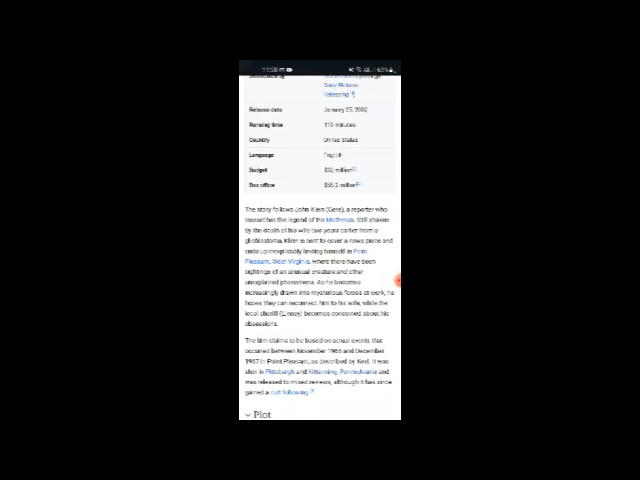 11:58
Sony Pictures
Releasing
Release date January 25, 2002
Running time 119 minutes
Country United States
Language English
Budget $32 million
Box office $55.2 million
The story follows John Klein (Gere), a reporter who
researches the legend of the Mothman. Still shaken
by the death of his wife two years earlier from a
glioblastoma, Klein is sent to cover a news piece and
ends up inexplicably finding himself in Point
Pleasant, West Virginia, where there have been
sightings of an unusual creature and other
unexplained phenomena. As he becomes
increasingly drawn into mysterious forces at work, he
hopes they can reconnect him to his wife, while the
local sheriff (Linney) becomes concerned about his
obsessions.
The film claims to be based on actual events that
occurred between November 1966 and December
1967 in Point Pleasant, as described by Keel. It was
shot in Pittsburgh and Kittanning, Pennsylvania and
was released to mixed reviews, although it has since
gained a cult following.
Plot